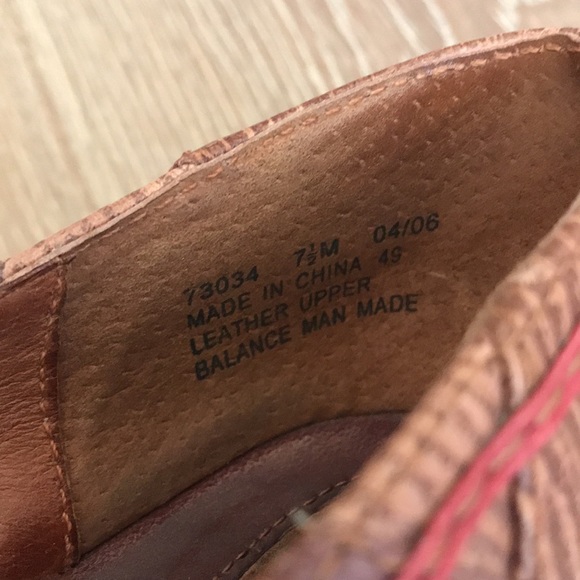 73034 7½M 04/06
MADE IN CHINA 49
LEATHER UPPER
BALANCE MAN MADE